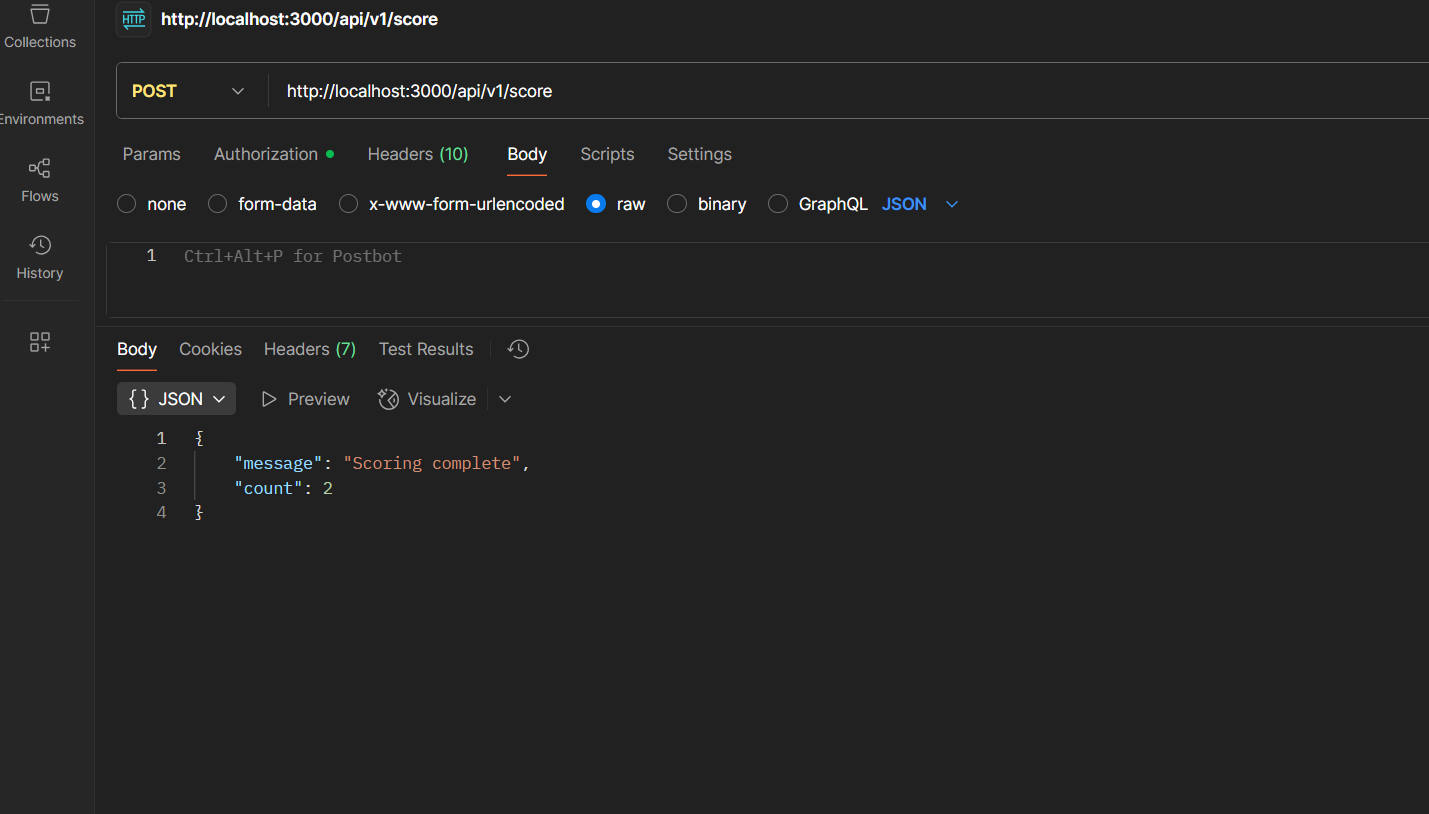 Collections
Environments
Flows
History
HTTP http://localhost:3000/api/v1/score
POST http://localhost:3000/api/v1/score
Params Authorization Headers (10) Body Scripts Settings
none form-data x-www-form-urlencoded raw binary GraphQL JSON
1 Ctrl+Alt+P for Postbot
Body Cookies Headers (7) Test Results
{} JSON Preview Visualize
1 {
2 "message": "Scoring complete",
3 "count": 2
4 }